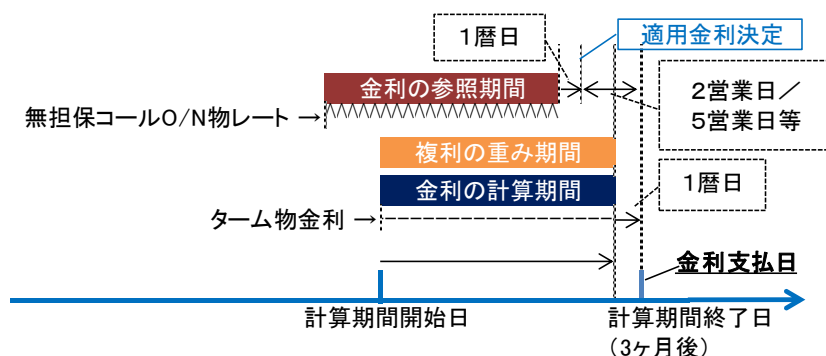 1暦日
適用金利決定
金利の参照期間
2営業日／
5営業日等
無担保コールO/N物レート →
複利の重み期間
金利の計算期間
1暦日
ターム物金利 →
金利支払日
計算期間開始日
計算期間終了日
（3ヶ月後）